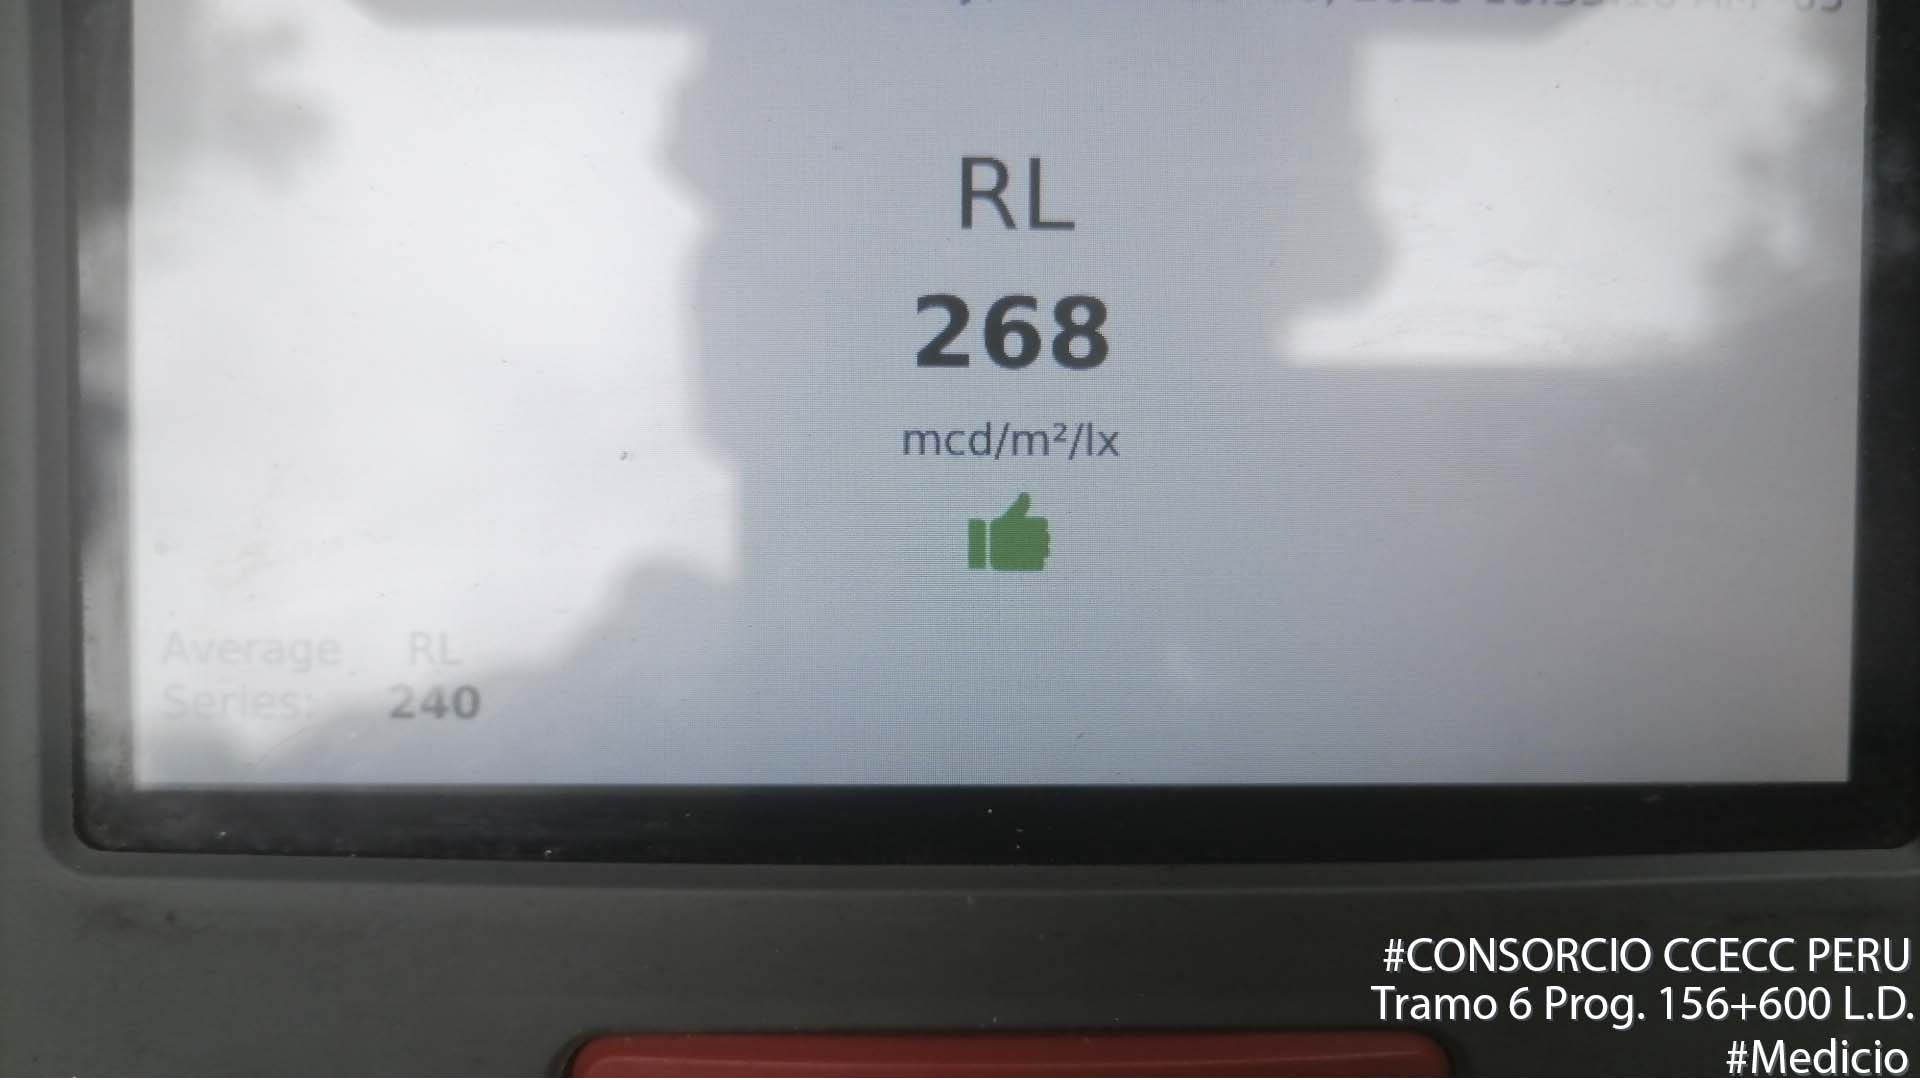 RL
268
mcd/m²/lx
Average RL
Series: 240
#CONSORCIO CCECC PERU
Tramo 6 Prog. 156+600 L.D.
#Medicio